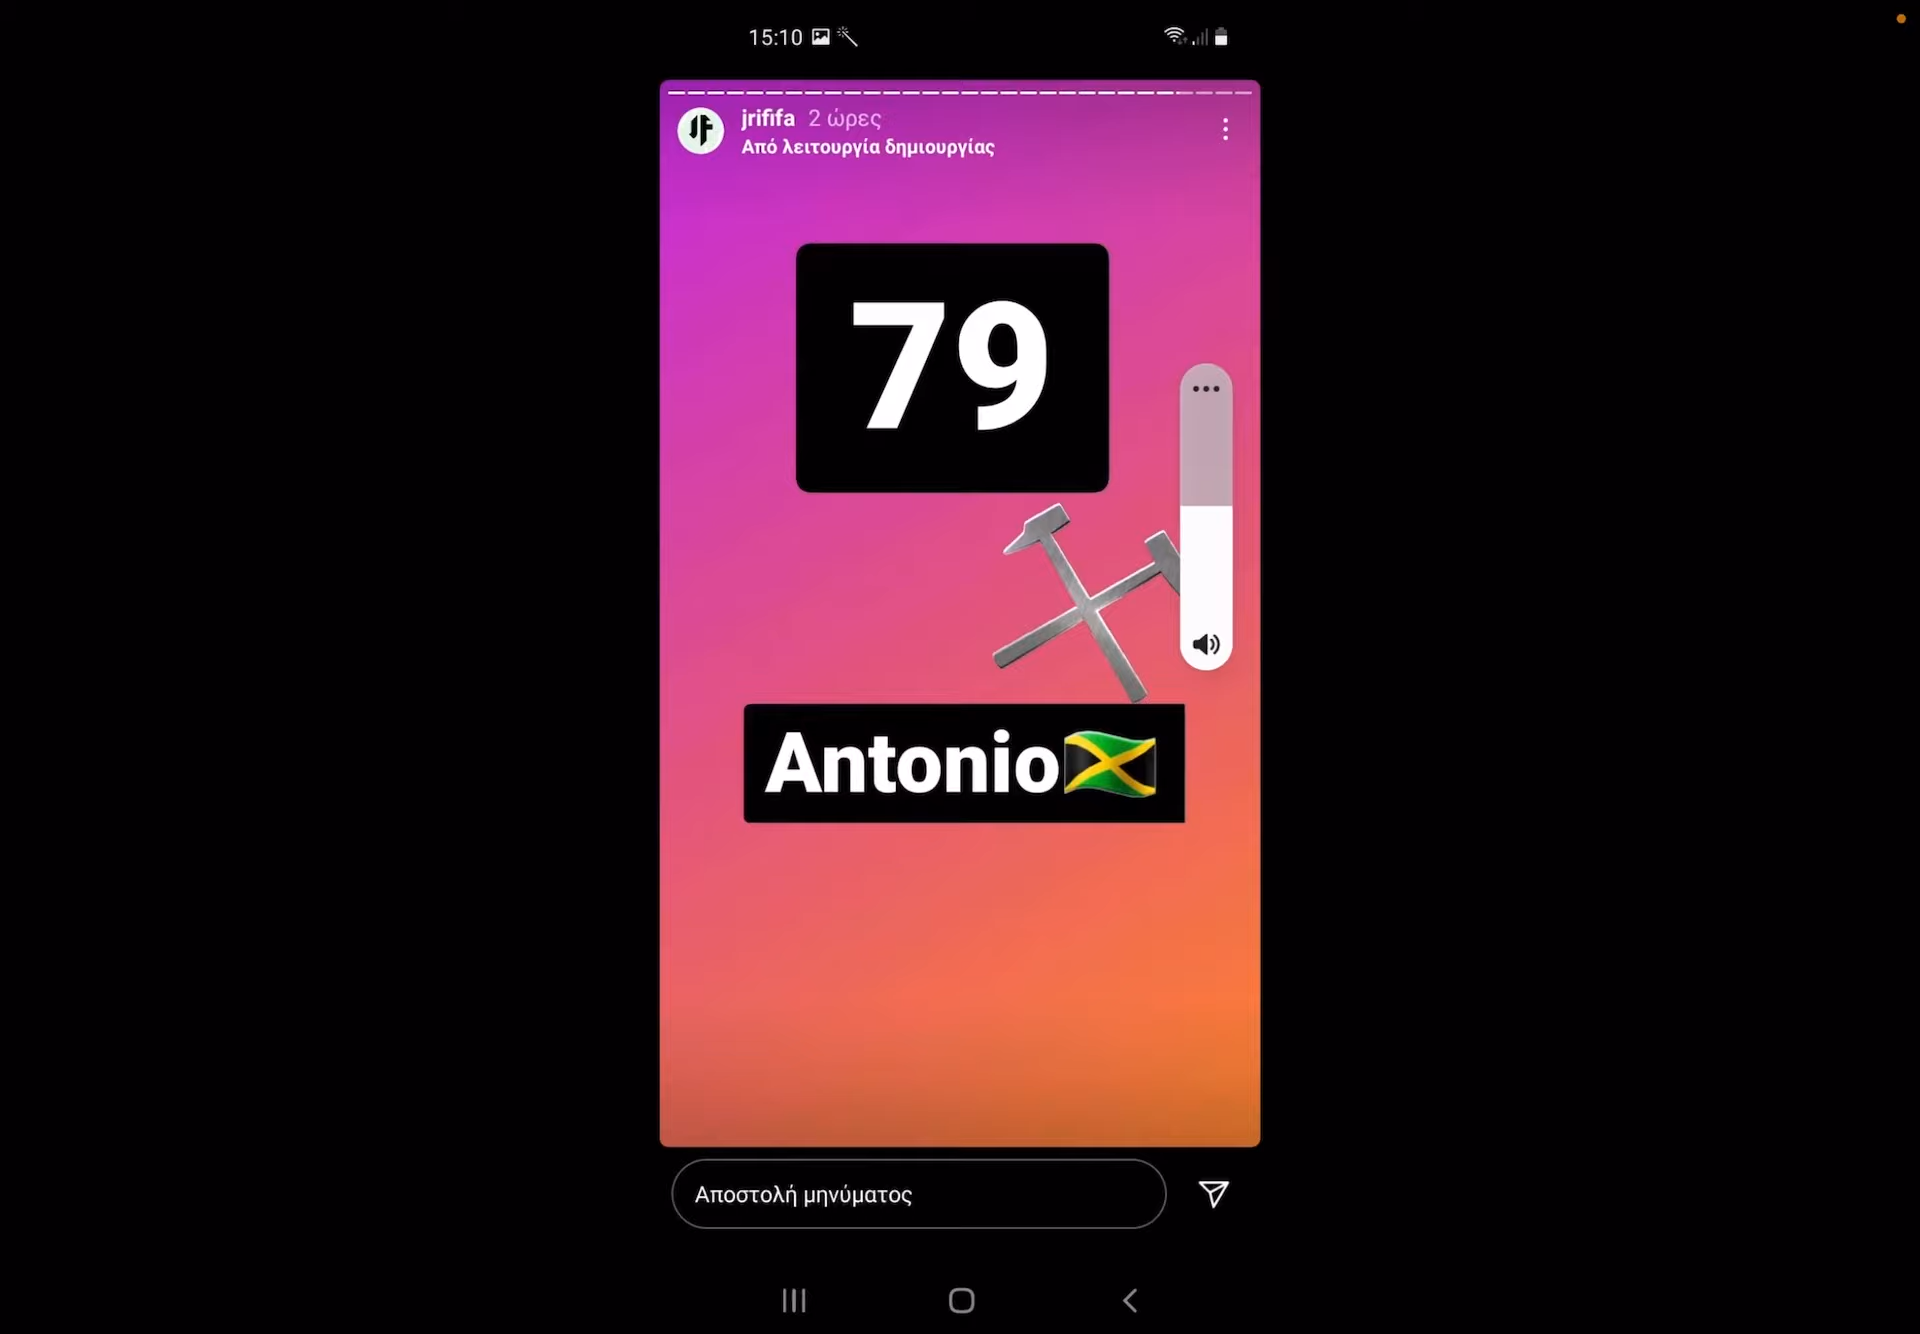 15:10
jrififa 2 ώρες
Από λειτουργία δημιουργίας
79
Antonio🇯🇲
Αποστολή μηνύματος